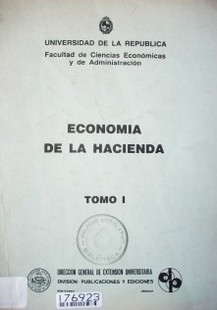 UNIVERSIDAD DE LA REPUBLICA
Facultad de Ciencias Económicas
y de Administración
ECONOMIA
DE LA HACIENDA
TOMO I
DIRECCION GENERAL DE EXTENSION UNIVERSITARIA
DIVISION PUBLICACIONES Y EDICIONES
176923